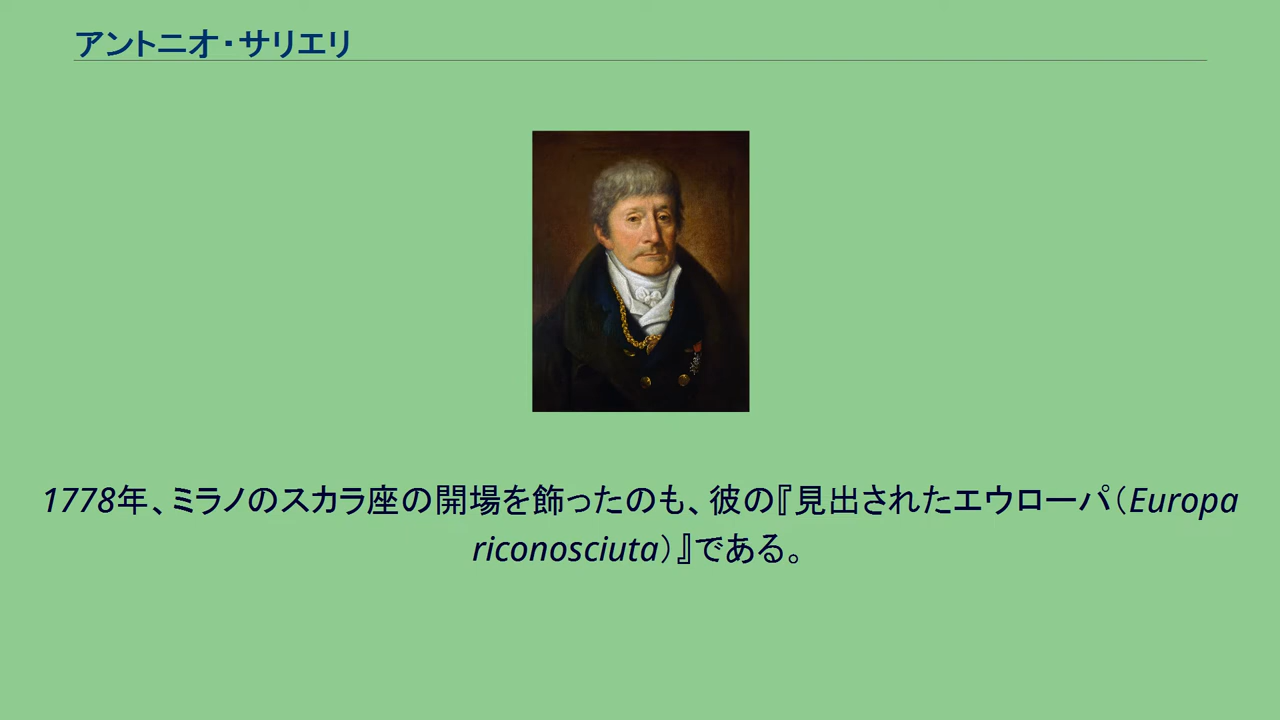 アントニオ・サリエリ
1778年、ミラノのスカラ座の開場を飾ったのも、彼の『見出されたエウローパ（Europa
riconosciuta）』である。